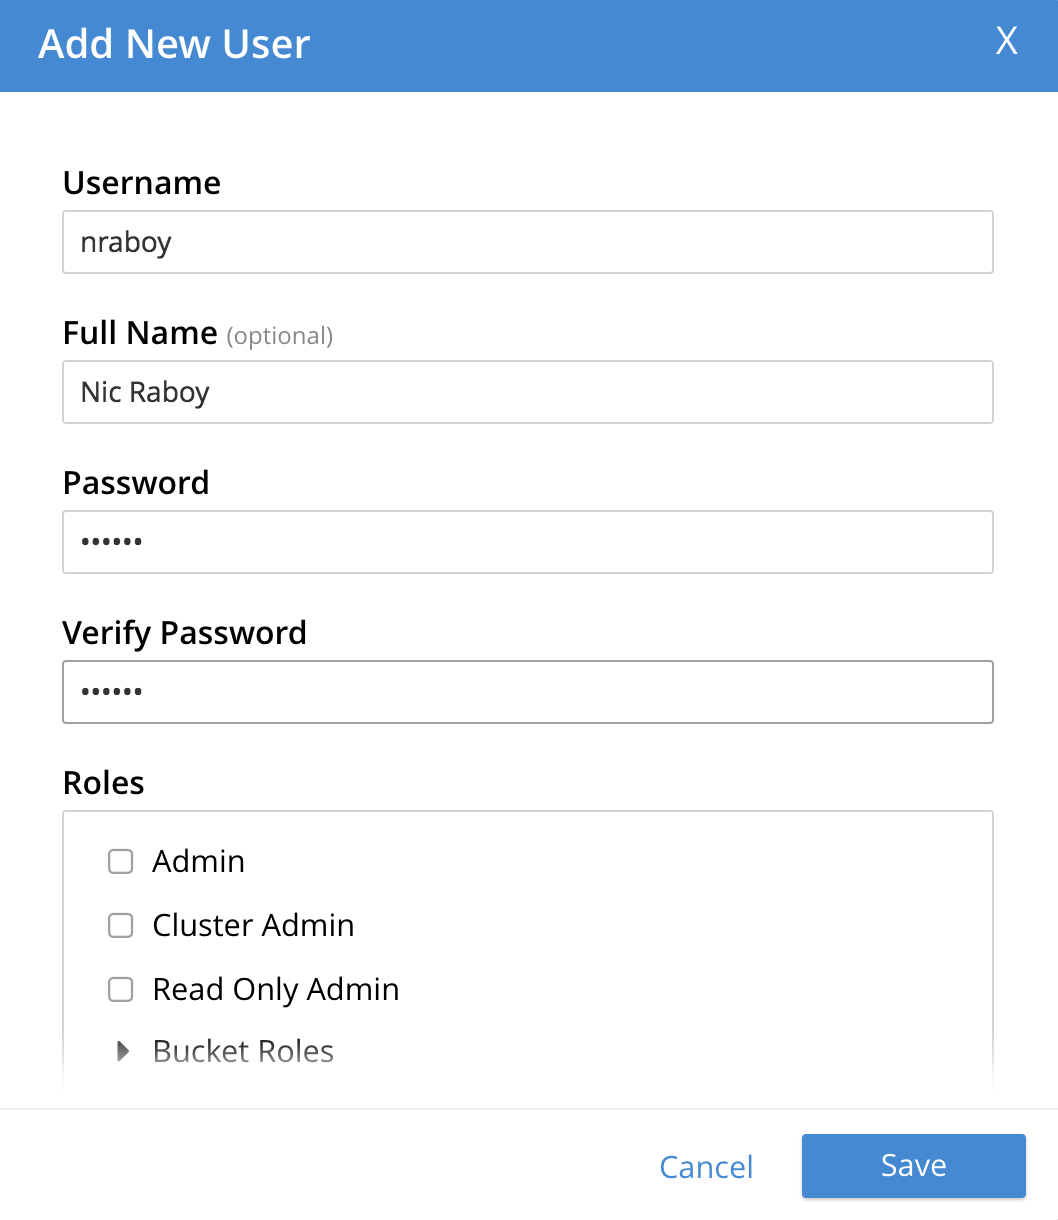 Add New User X
Username
nraboy
Full Name (optional)
Nic Raboy
Password
••••••
Verify Password
••••••
Roles
Admin
Cluster Admin
Read Only Admin
Bucket Roles
Cancel Save